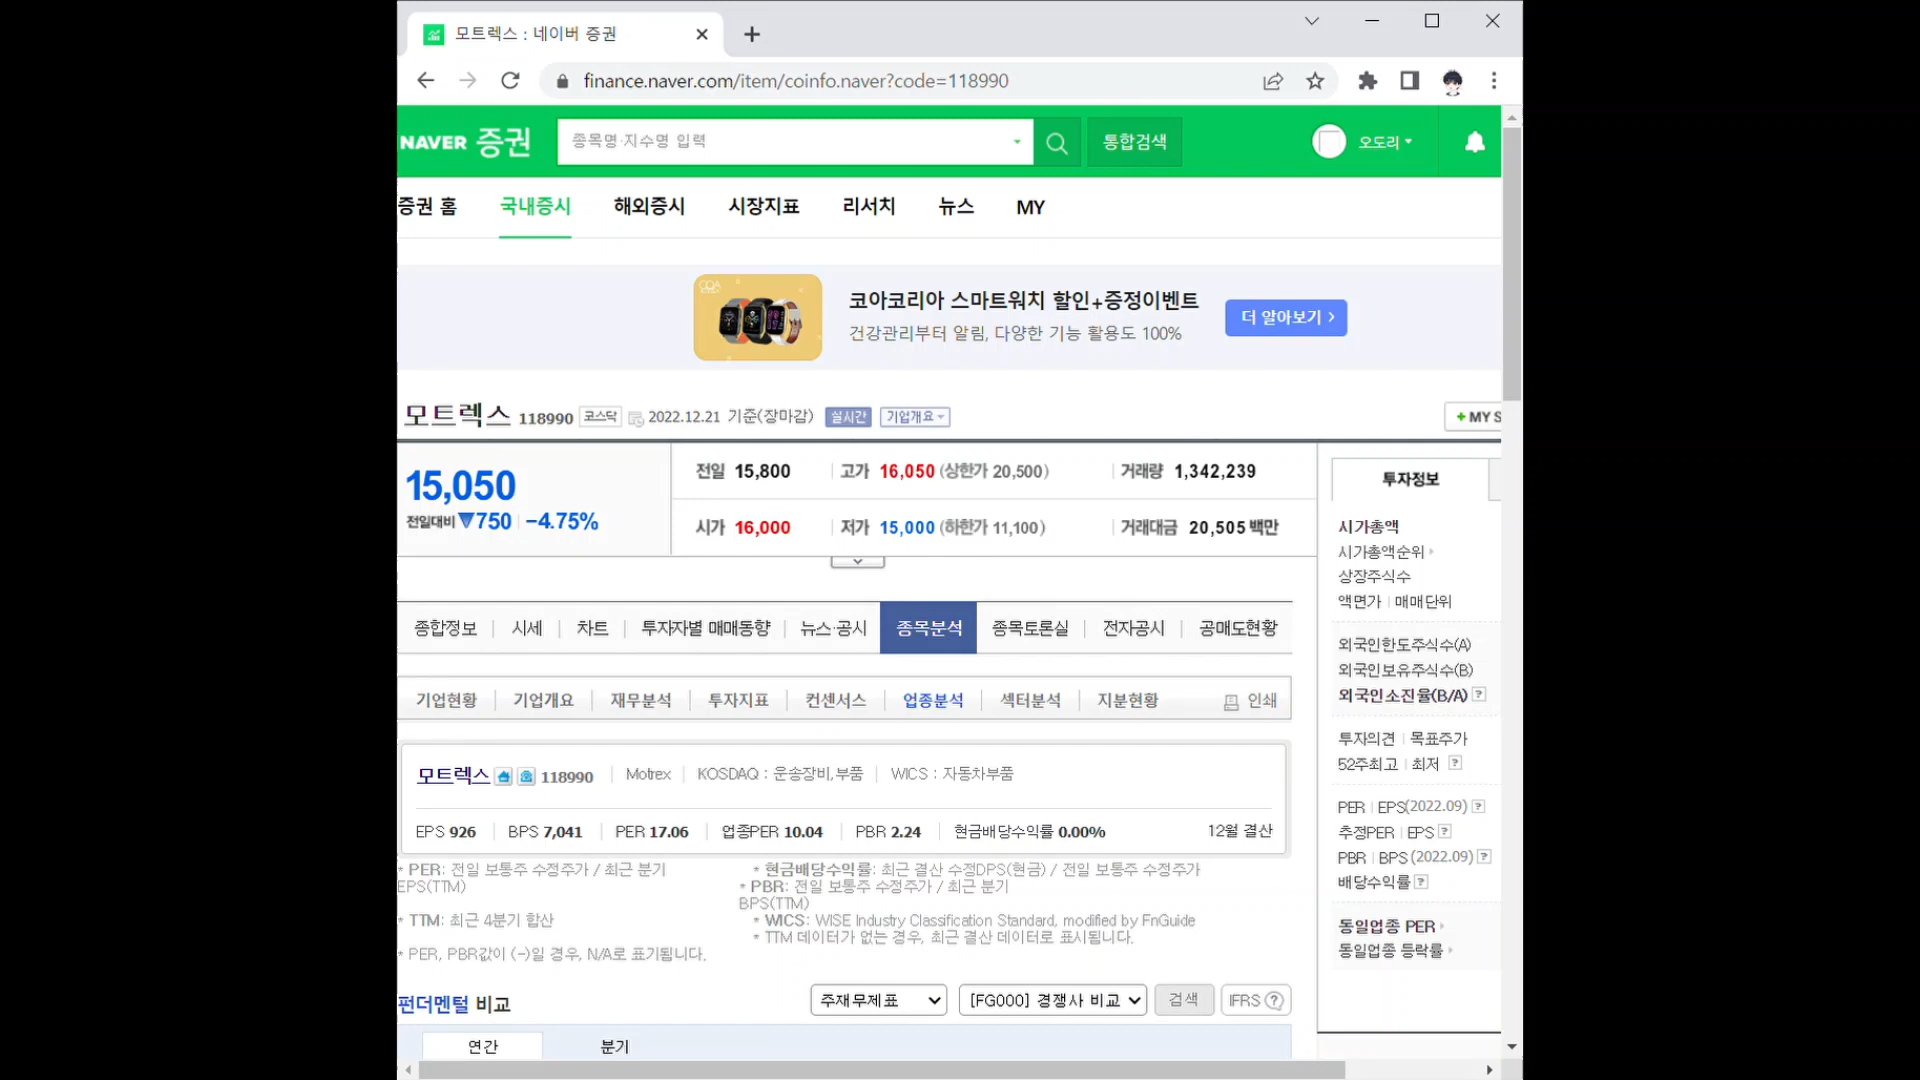 모트렉스 : 네이버 증권
finance.naver.com/item/coinfo.naver?code=118990
NAVER 증권
종목명·지수명 입력
통합검색
오도리
증권 홈 국내증시 해외증시 시장지표 리서치 뉴스 MY
COA
코아코리아 스마트워치 할인+증정이벤트
건강관리부터 알림, 다양한 기능 활용도 100%
더 알아보기
모트렉스 118990 코스닥 2022.12.21 기준(장마감) 실시간 기업개요
+ MY S
15,050
전일대비 ▼750 -4.75%
전일 15,800 고가 16,050 (상한가 20,500) 거래량 1,342,239
시가 16,000 저가 15,000 (하한가 11,100) 거래대금 20,505 백만
투자정보
시가총액
시가총액순위
상장주식수
액면가 매매단위
외국인한도주식수(A)
외국인보유주식수(B)
외국인소진율(B/A) ?
투자의견 목표주가
52주최고 최저 ?
PER EPS(2022.09) ?
추정PER EPS ?
PBR BPS (2022.09) ?
배당수익률 ?
동일업종 PER
동일업종 등락률
종합정보 시세 차트 투자자별 매매동향 뉴스·공시 종목분석 종목토론실 전자공시 공매도현황
기업현황 기업개요 재무분석 투자지표 컨센서스 업종분석 섹터분석 지분현황 인쇄
모트렉스 118990 Motrex KOSDAQ : 운송장비,부품 WICS : 자동차부품
EPS 926 BPS 7,041 PER 17.06 업종PER 10.04 PBR 2.24 현금배당수익률 0.00% 12월 결산
* PER: 전일 보통주 수정주가 / 최근 분기
EPS(TTM)
* TTM: 최근 4분기 합산
* PER, PBR값이 (-)일 경우, N/A로 표기됩니다.
* 현금배당수익률: 최근 결산 수정DPS(현금) / 전일 보통주 수정주가
* PBR: 전일 보통주 수정주가 / 최근 분기
BPS(TTM)
* WICS: WISE Industry Classification Standard, modified by FnGuide
* TTM 데이터가 없는 경우, 최근 결산 데이터로 표시됩니다.
펀더멘털 비교
주재무제표 [FG000] 경쟁사 비교 검색 IFRS ?
연간 분기